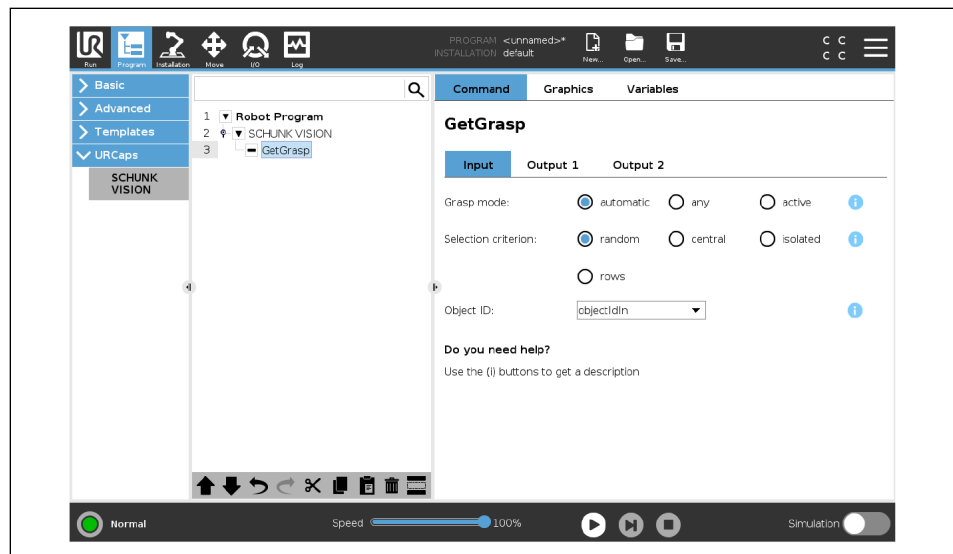 UR
PROGRAM <unnamed>*
INSTALLATION default
Run Program Installation Move I/O Log New... Open... Save...
C C
C C
Basic
Advanced
Templates
URCaps
SCHUNK
VISION
1 Robot Program
2 SCHUNK VISION
3 GetGrasp
Command Graphics Variables
GetGrasp
Input Output 1 Output 2
Grasp mode: automatic any active i
Selection criterion: random central isolated i
rows
Object ID: objectIdIn i
Do you need help?
Use the (i) buttons to get a description
Normal Speed 100% Simulation